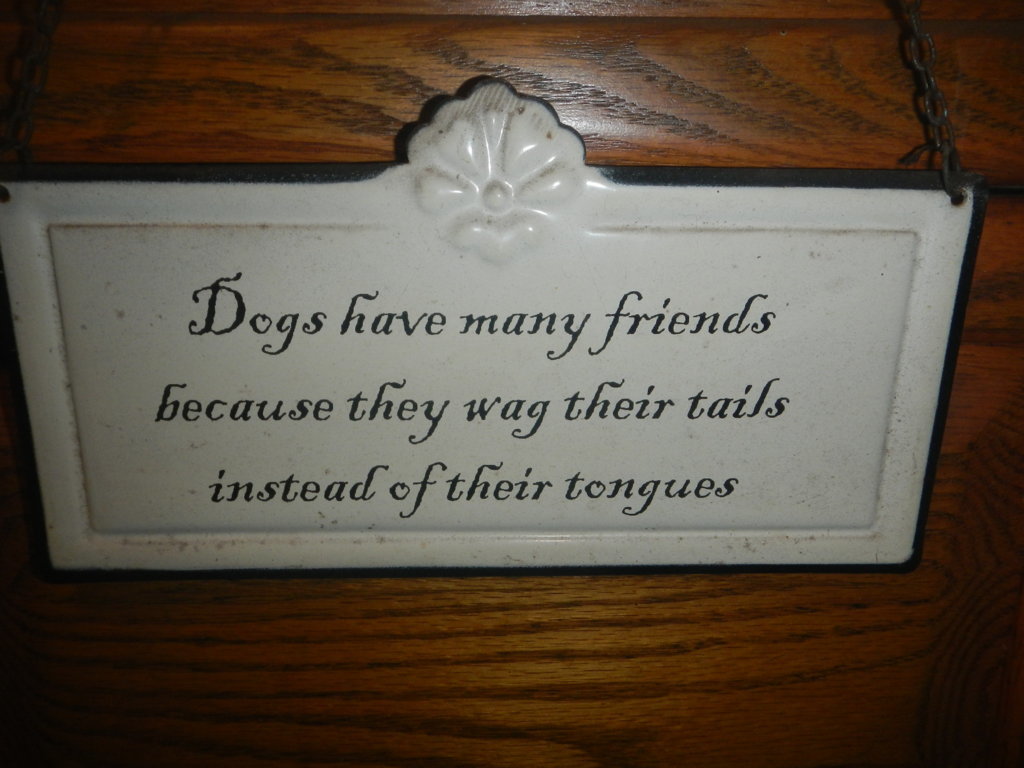 Dogs have many friends
because they wag their tails
instead of their tongues